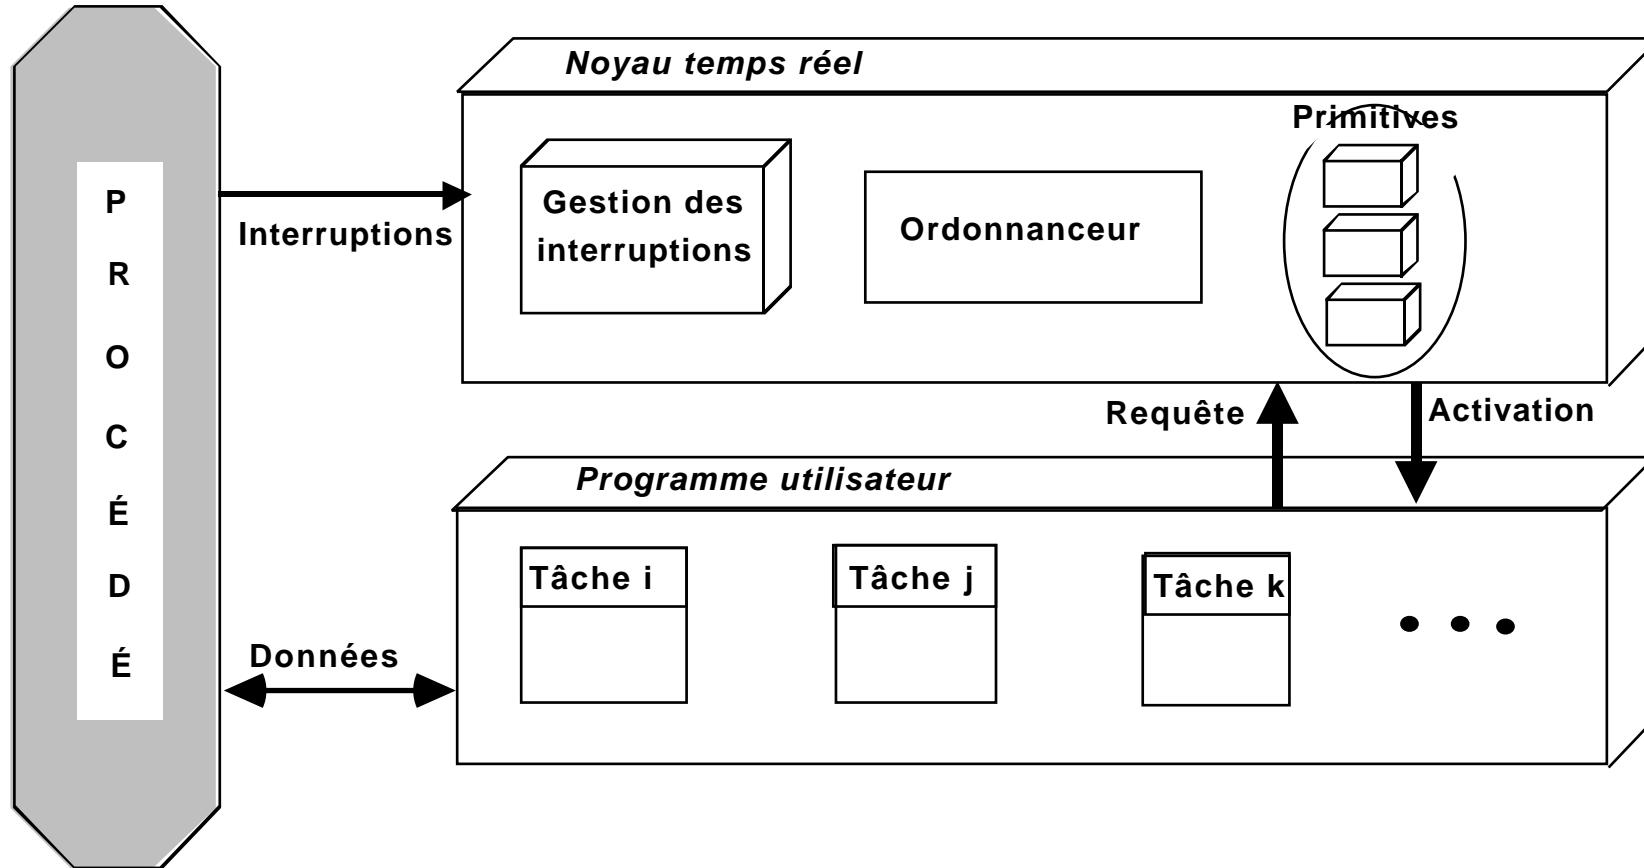 P
R
O
C
É
D
É
Noyau temps réel
Primitives
Gestion des
interruptions
Ordonnanceur
Interruptions
Requête
Activation
Programme utilisateur
Tâche i
Tâche j
Tâche k
Données